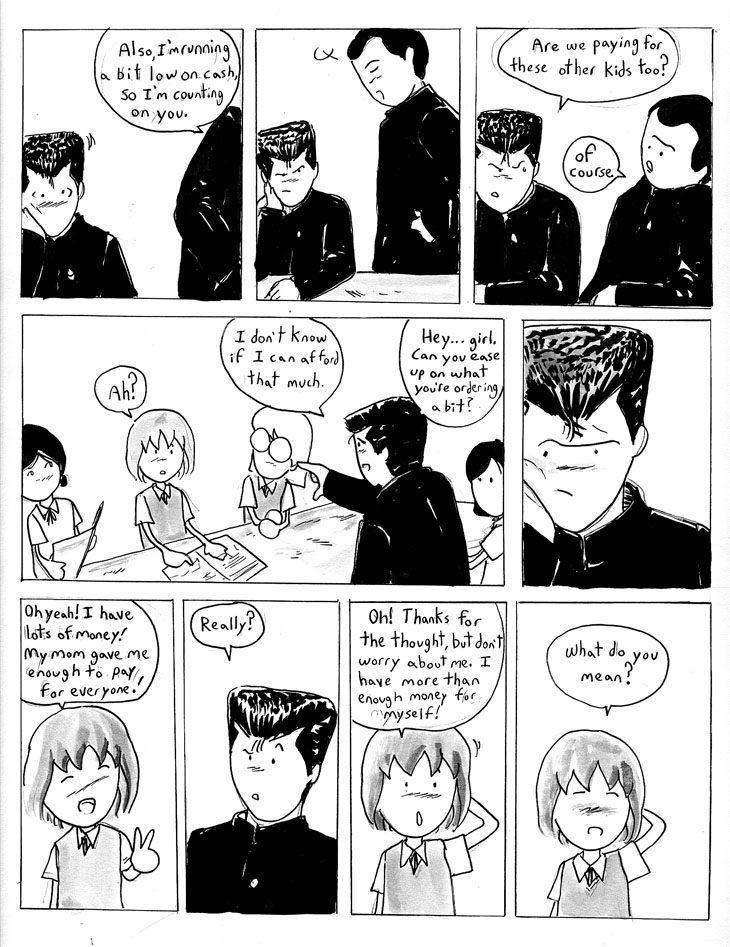 Also, I'm running
a bit low on cash,
so I'm counting
on you.
Are we paying for
these other kids too?
of
course.
Ah?
I don't know
if I can afford
that much.
Hey... girl.
Can you ease
up on what
you're ordering
a bit?
Oh yeah! I have
lots of money!
My mom gave me
enough to pay
for everyone!
Really?
Oh! Thanks for
the thought, but don't
worry about me. I
have more than
enough money for
myself!
What do you
mean?